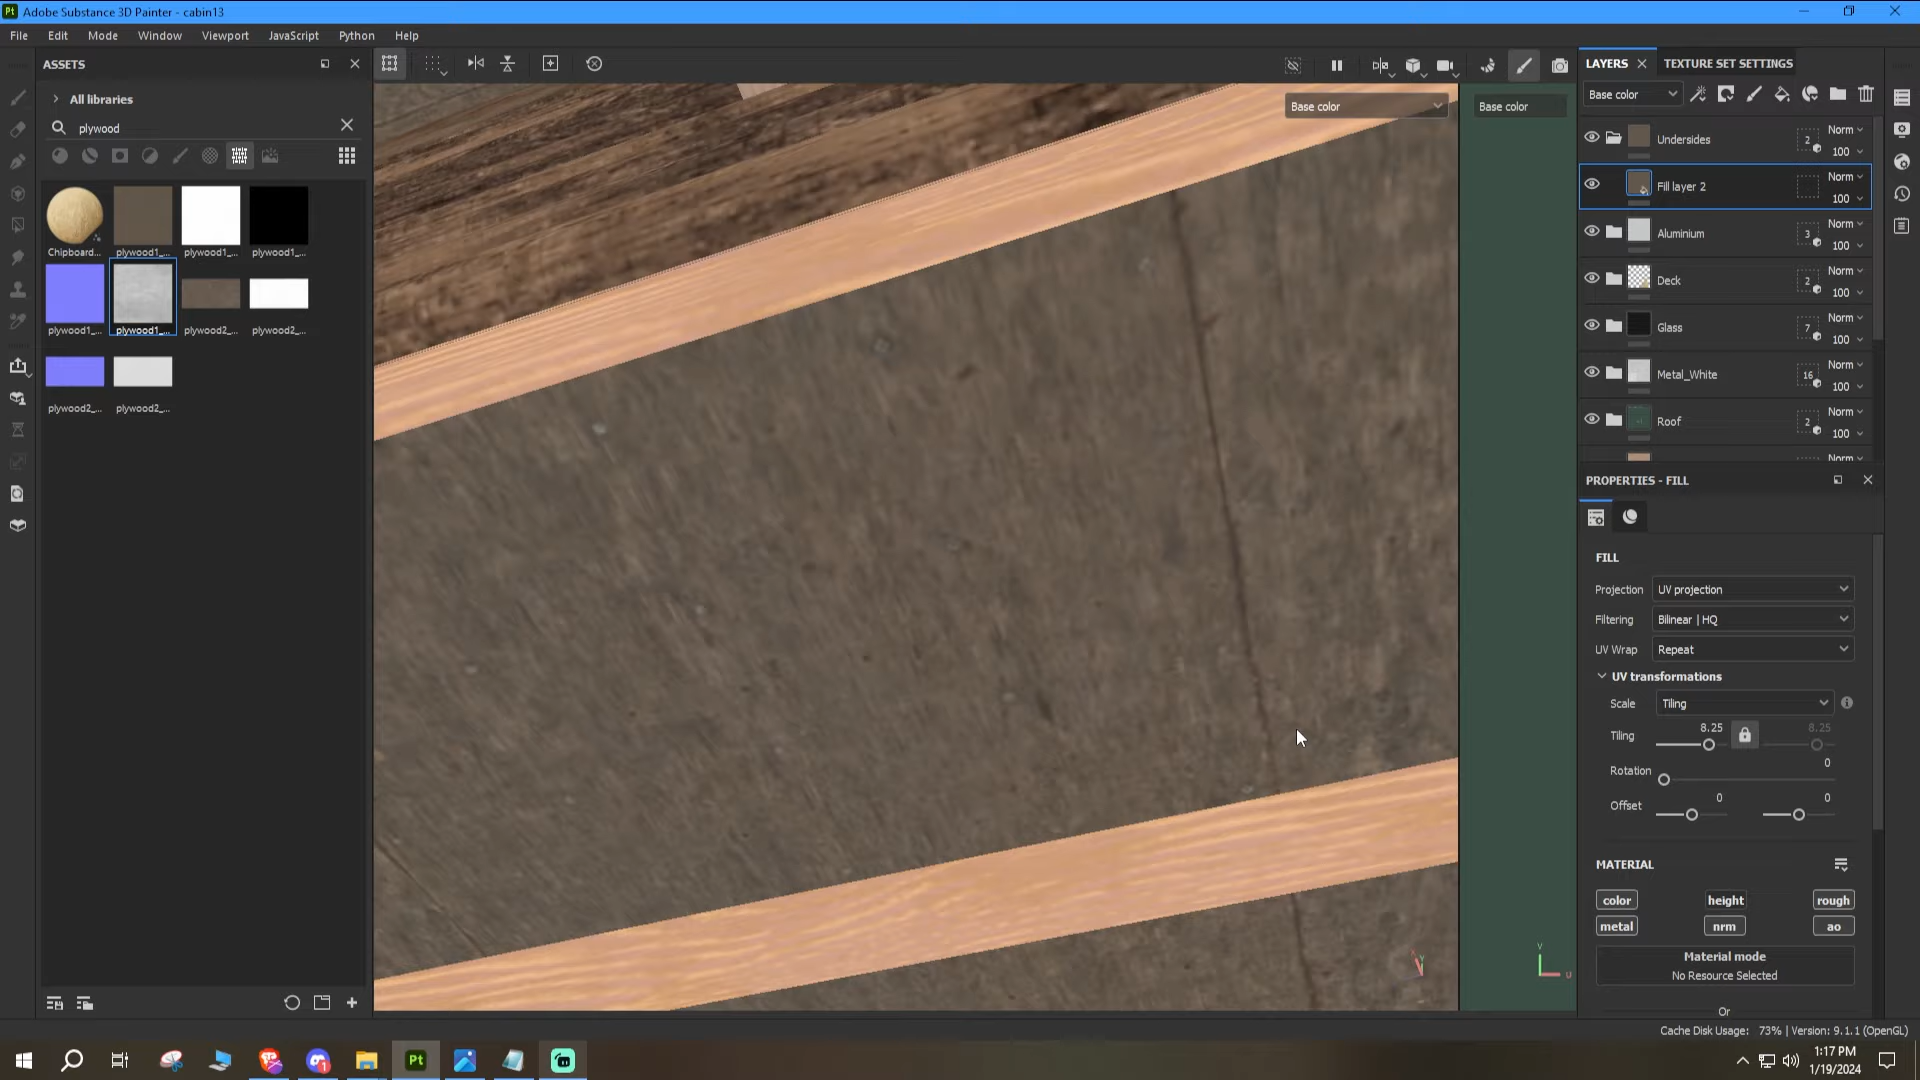 Pt
Adobe Substance 3D Painter - cabin13
File Edit Mode Window Viewport JavaScript Python Help
ASSETS
All libraries
plywood
Chipboard...
plywood1_...
plywood1_...
plywood1_...
plywood1_...
plywood1_...
plywood2_...
plywood2_...
plywood2_...
plywood2_...
Base color
Base color
V
U
LAYERS
TEXTURE SET SETTINGS
Base color
Undersides
2
Norm
100
Fill layer 2
Norm
100
Aluminium
3
Norm
100
Deck
2
Norm
100
Glass
7
Norm
100
Metal_White
16
Norm
100
Roof
2
Norm
100
Norm
PROPERTIES - FILL
FILL
Projection UV projection
Filtering Bilinear | HQ
UV Wrap Repeat
UV transformations
Scale Tiling
Tiling 8.25 8.25
Rotation 0
Offset 0 0
MATERIAL
color height rough
metal nrm ao
Material mode
No Resource Selected
Or
Cache Disk Usage: 73% | Version: 9.1.1 (OpenGL)
Pt
1:17 PM
1/19/2024